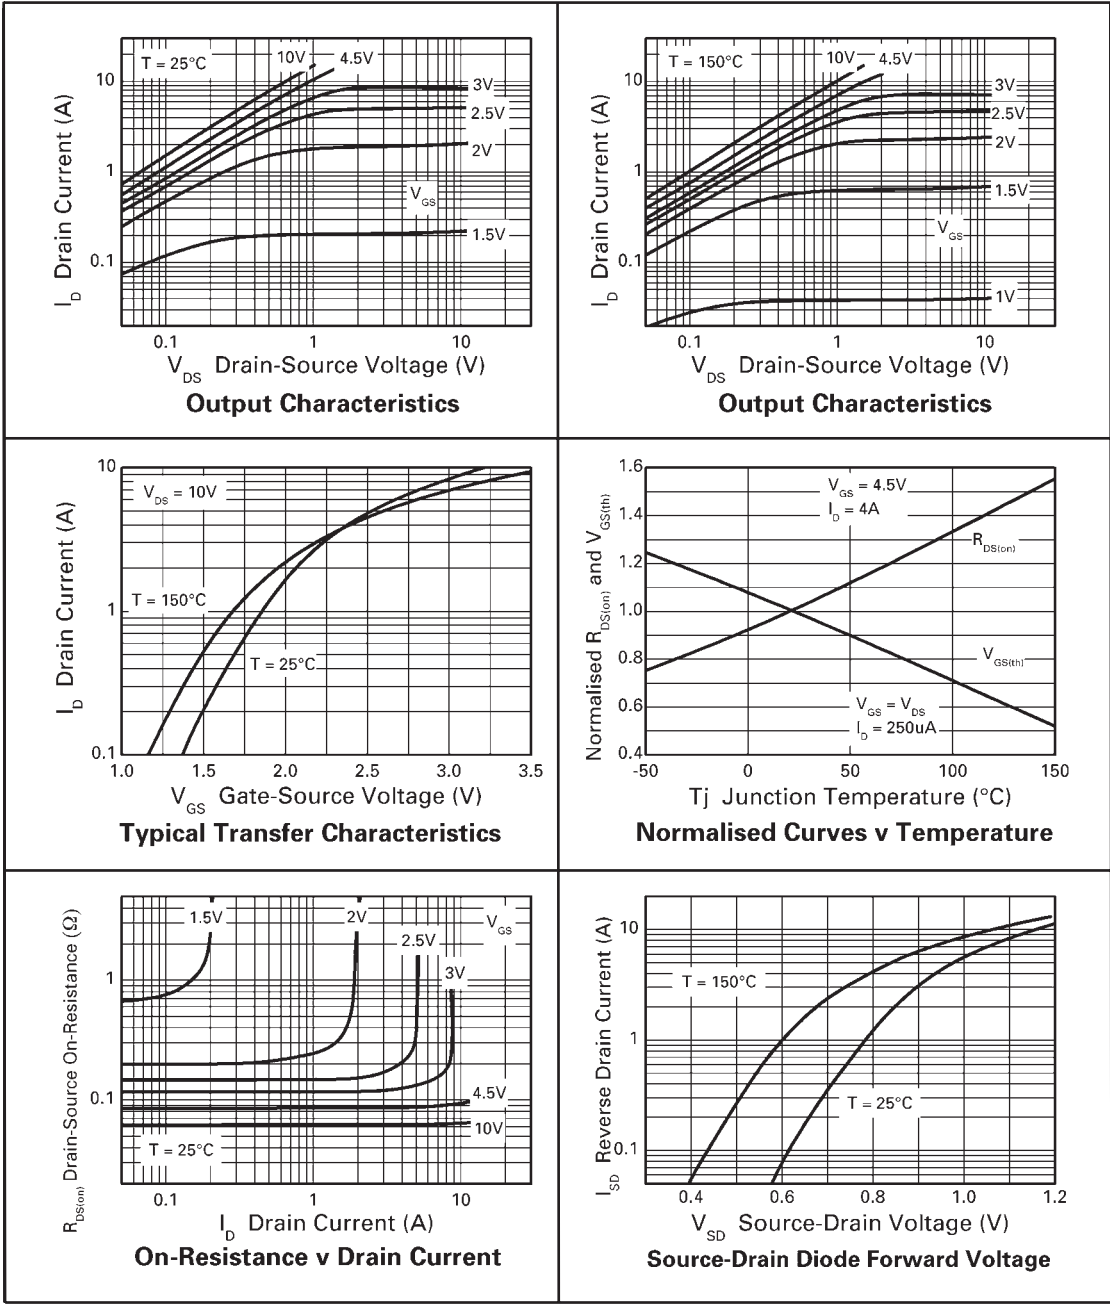 T = 25°C
10V
4.5V
3V
2.5V
2V
V_GS
1.5V
10
1
0.1
I_D Drain Current (A)
0.1
1
10
V_DS Drain-Source Voltage (V)
Output Characteristics
T = 150°C
10V
4.5V
3V
2.5V
2V
1.5V
V_GS
1V
10
1
0.1
I_D Drain Current (A)
0.1
1
10
V_DS Drain-Source Voltage (V)
Output Characteristics
V_DS = 10V
T = 150°C
T = 25°C
10
1
0.1
I_D Drain Current (A)
1.0
1.5
2.0
2.5
3.0
3.5
V_GS Gate-Source Voltage (V)
Typical Transfer Characteristics
V_GS = 4.5V
I_D = 4A
R_DS(on)
V_GS(th)
V_GS = V_DS
I_D = 250uA
1.6
1.4
1.2
1.0
0.8
0.6
0.4
Normalised R_DS(on) and V_GS(th)
-50
0
50
100
150
Tj Junction Temperature (°C)
Normalised Curves v Temperature
1.5V
2V
V_GS
2.5V
3V
4.5V
10V
T = 25°C
1
0.1
R_DS(on) Drain-Source On-Resistance (Ω)
0.1
1
10
I_D Drain Current (A)
On-Resistance v Drain Current
T = 150°C
T = 25°C
10
1
0.1
I_SD Reverse Drain Current (A)
0.4
0.6
0.8
1.0
1.2
V_SD Source-Drain Voltage (V)
Source-Drain Diode Forward Voltage